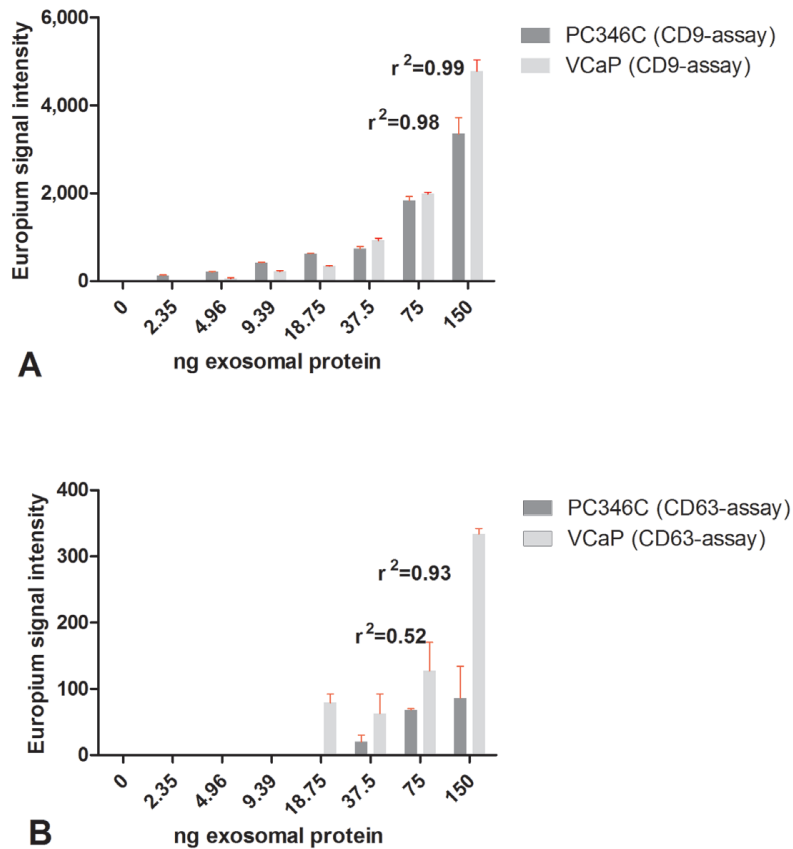 PC346C (CD9-assay)
VCaP (CD9-assay)
Europium signal intensity
6,000
4,000
2,000
0
r²=0.99
r²=0.98
0 2.35 4.96 9.39 18.75 37.5 75 150
ng exosomal protein
A
PC346C (CD63-assay)
VCaP (CD63-assay)
Europium signal intensity
400
300
200
100
0
r²=0.93
r²=0.52
0 2.35 4.96 9.39 18.75 37.5 75 150
ng exosomal protein
B